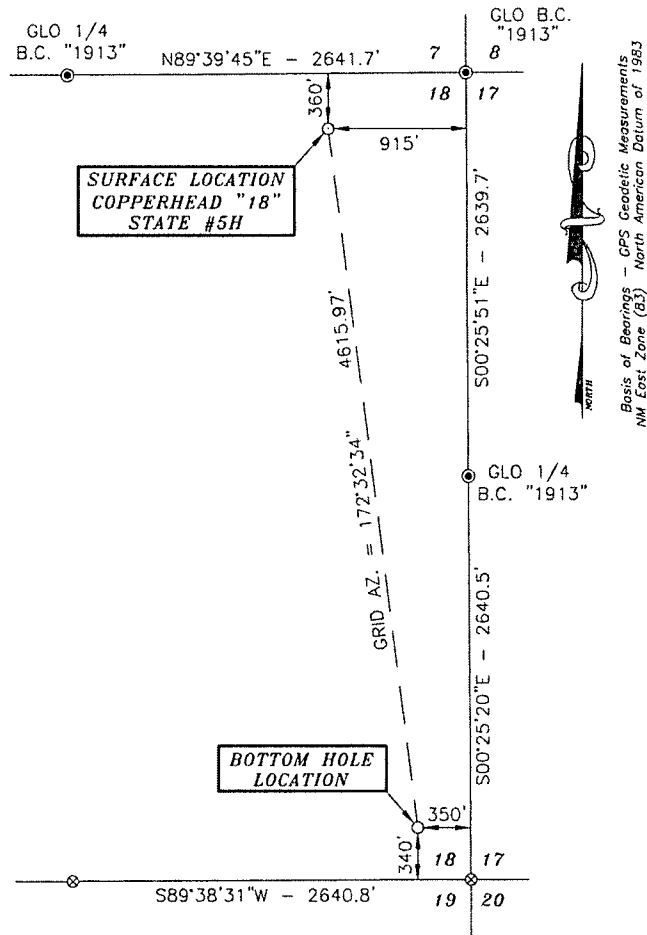 GLO 1/4
B.C. "1913"
GLO B.C.
"1913"
N89°39'45"E - 2641.7'
7
8
18
17
360'
915'
SURFACE LOCATION
COPPERHEAD "18"
STATE #5H
S00°25'51"E - 2639.7'
4615.97'
GRID AZ. = 172°32'34"
GLO 1/4
B.C. "1913"
S00°25'20"E - 2640.5'
BOTTOM HOLE
LOCATION
350'
340'
18
17
19
20
S89°38'31"W - 2640.8'
NORTH
Basis of Bearings - GPS Geodetic Measurements
NM East Zone (83) North American Datum of 1983